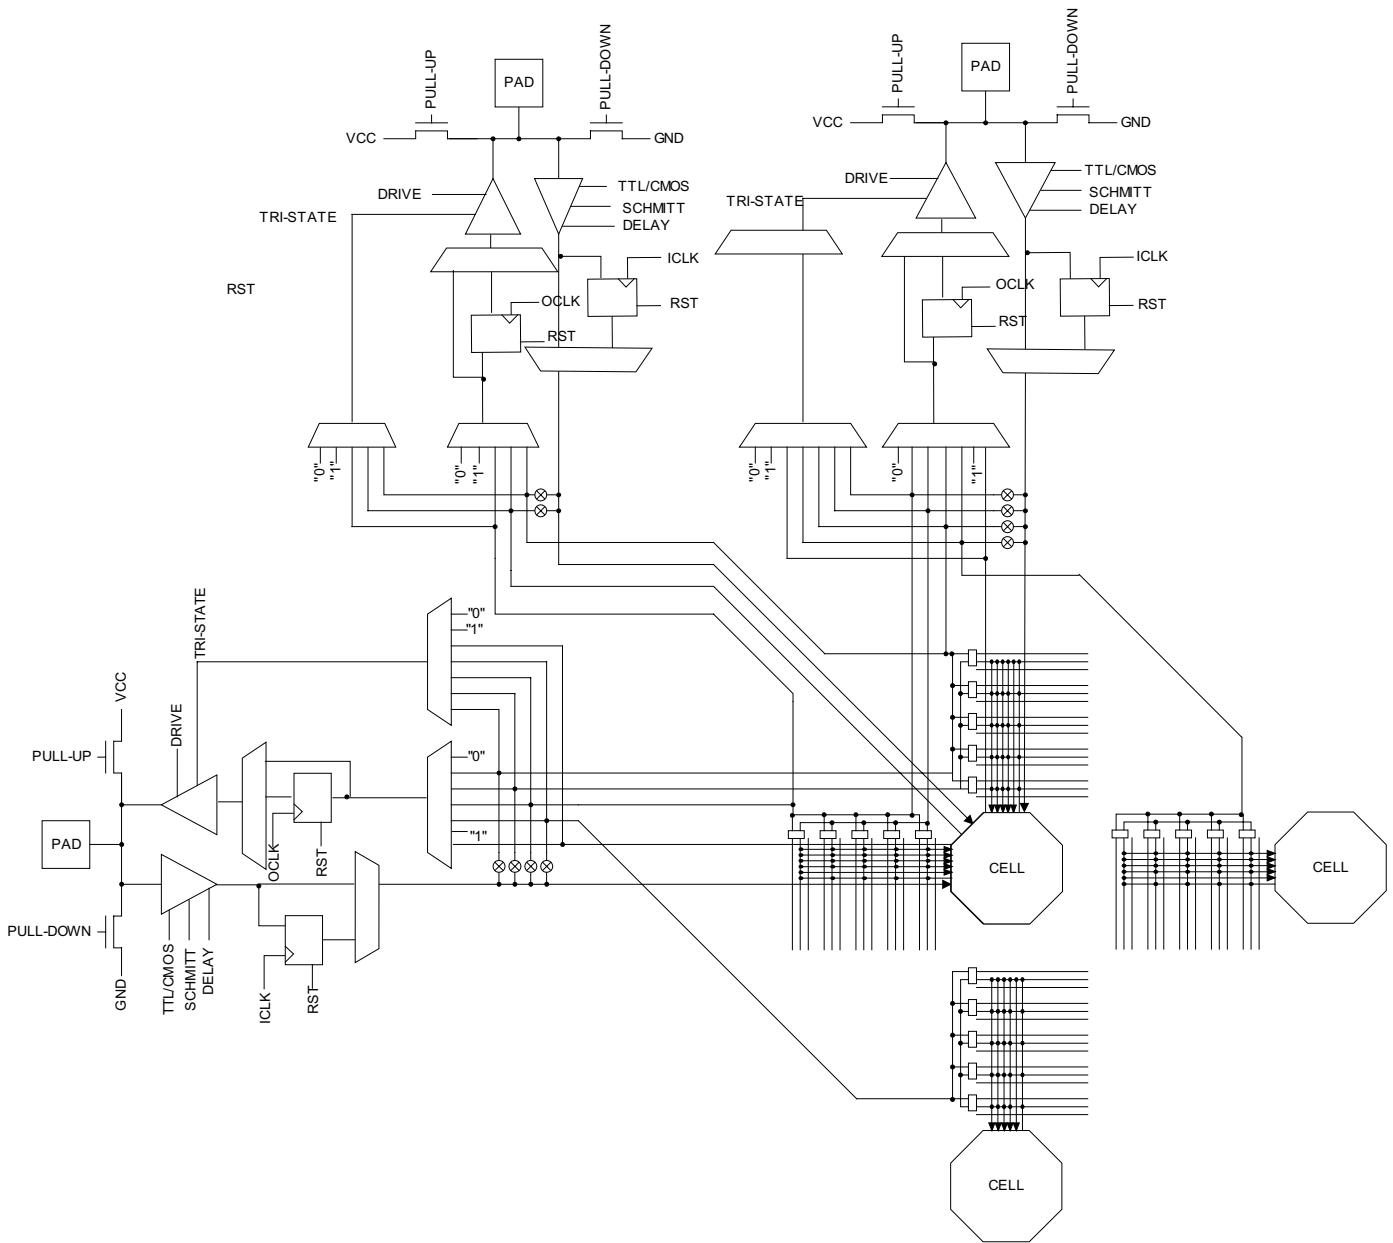 PULL-UP
PAD
PULL-DOWN
VCC
GND
DRIVE
TRI-STATE
TTL/CMOS
SCHMITT
DELAY
RST
ICLK
OCLK
RST
RST
"0"
"1"
"0"
"1"
PULL-UP
PAD
PULL-DOWN
VCC
GND
DRIVE
TRI-STATE
TTL/CMOS
SCHMITT
DELAY
ICLK
OCLK
RST
RST
"0"
"1"
"0"
"1"
TRI-STATE
"0"
"1"
VCC
DRIVE
PULL-UP
"0"
"1"
PAD
OCLK
RST
PULL-DOWN
GND
TTL/CMOS
SCHMITT
DELAY
ICLK
RST
CELL
CELL
CELL